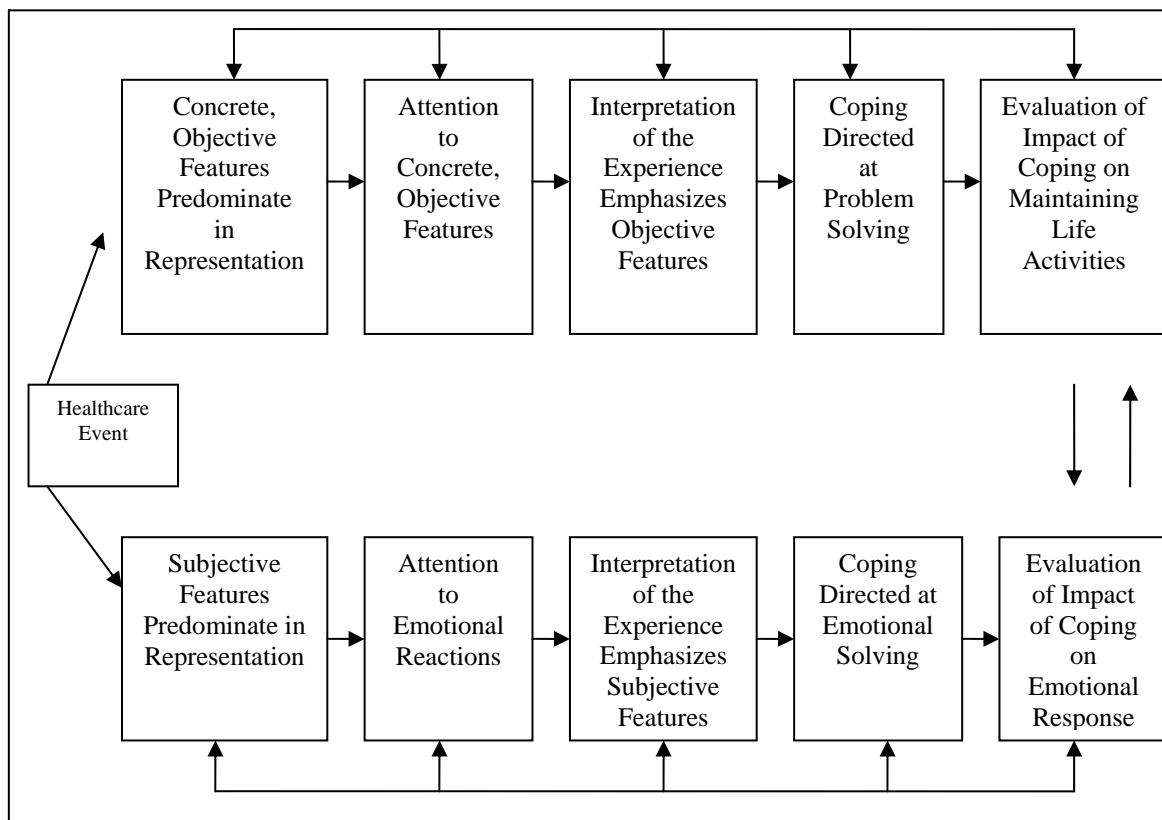 Concrete,
Objective
Features
Predominate
in
Representation
Attention
to
Concrete,
Objective
Features
Interpretation
of the
Experience
Emphasizes
Objective
Features
Coping
Directed
at
Problem
Solving
Evaluation of
Impact of
Coping on
Maintaining
Life
Activities
Healthcare
Event
Subjective
Features
Predominate in
Representation
Attention
to
Emotional
Reactions
Interpretation
of the
Experience
Emphasizes
Subjective
Features
Coping
Directed at
Emotional
Solving
Evaluation
of Impact
of Coping
on
Emotional
Response